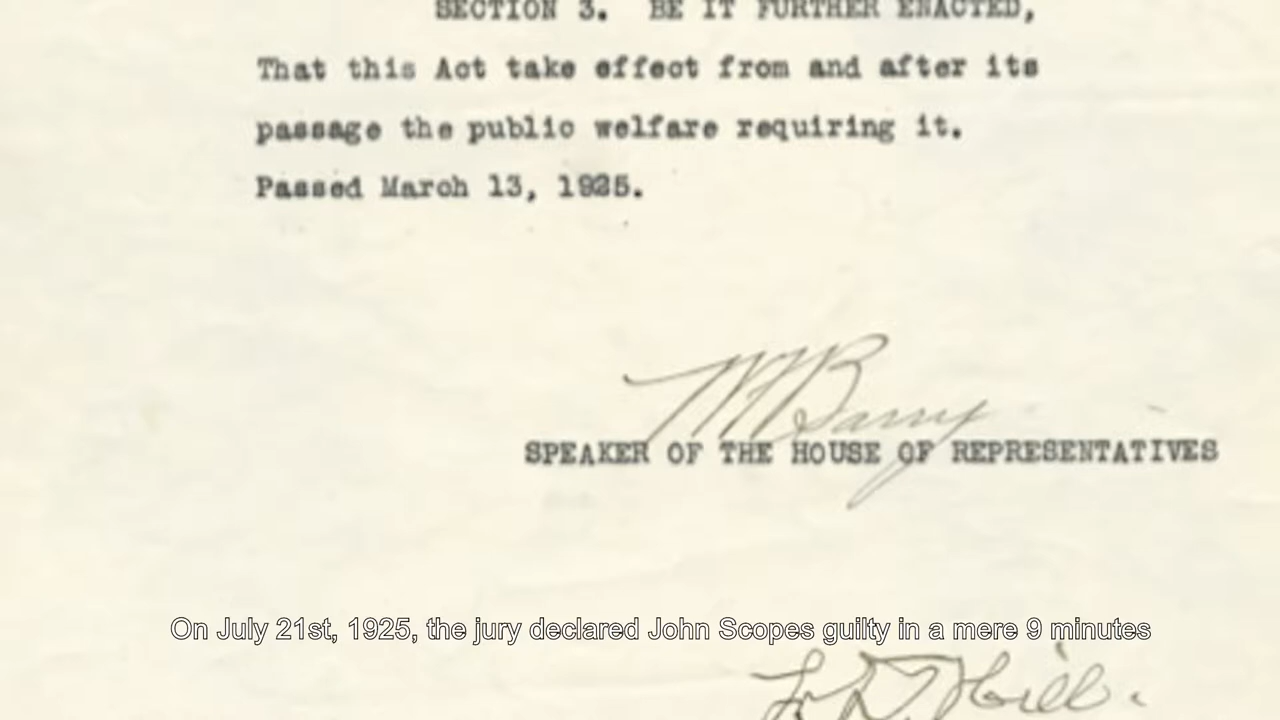 SECTION 3. BE IT FURTHER ENACTED,
That this Act take effect from and after its
passage the public welfare requiring it.
Passed March 13, 1925.
W F Barry
SPEAKER OF THE HOUSE OF REPRESENTATIVES
On July 21st, 1925, the jury declared John Scopes guilty in a mere 9 minutes
L D Hill.